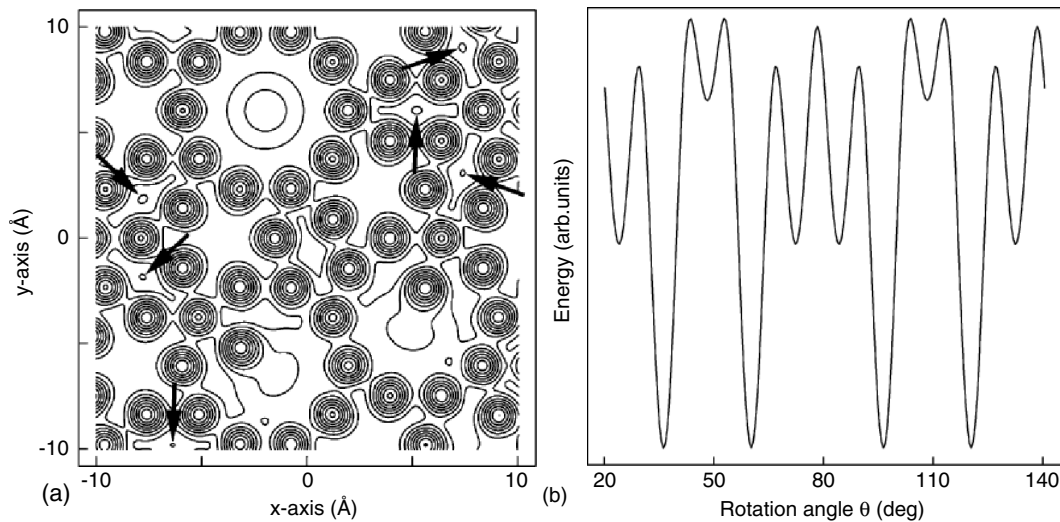 10
0
-10
y-axis (Å)
(a)
-10
0
10
x-axis (Å)
Energy (arb.units)
(b)
20
50
80
110
140
Rotation angle θ (deg)